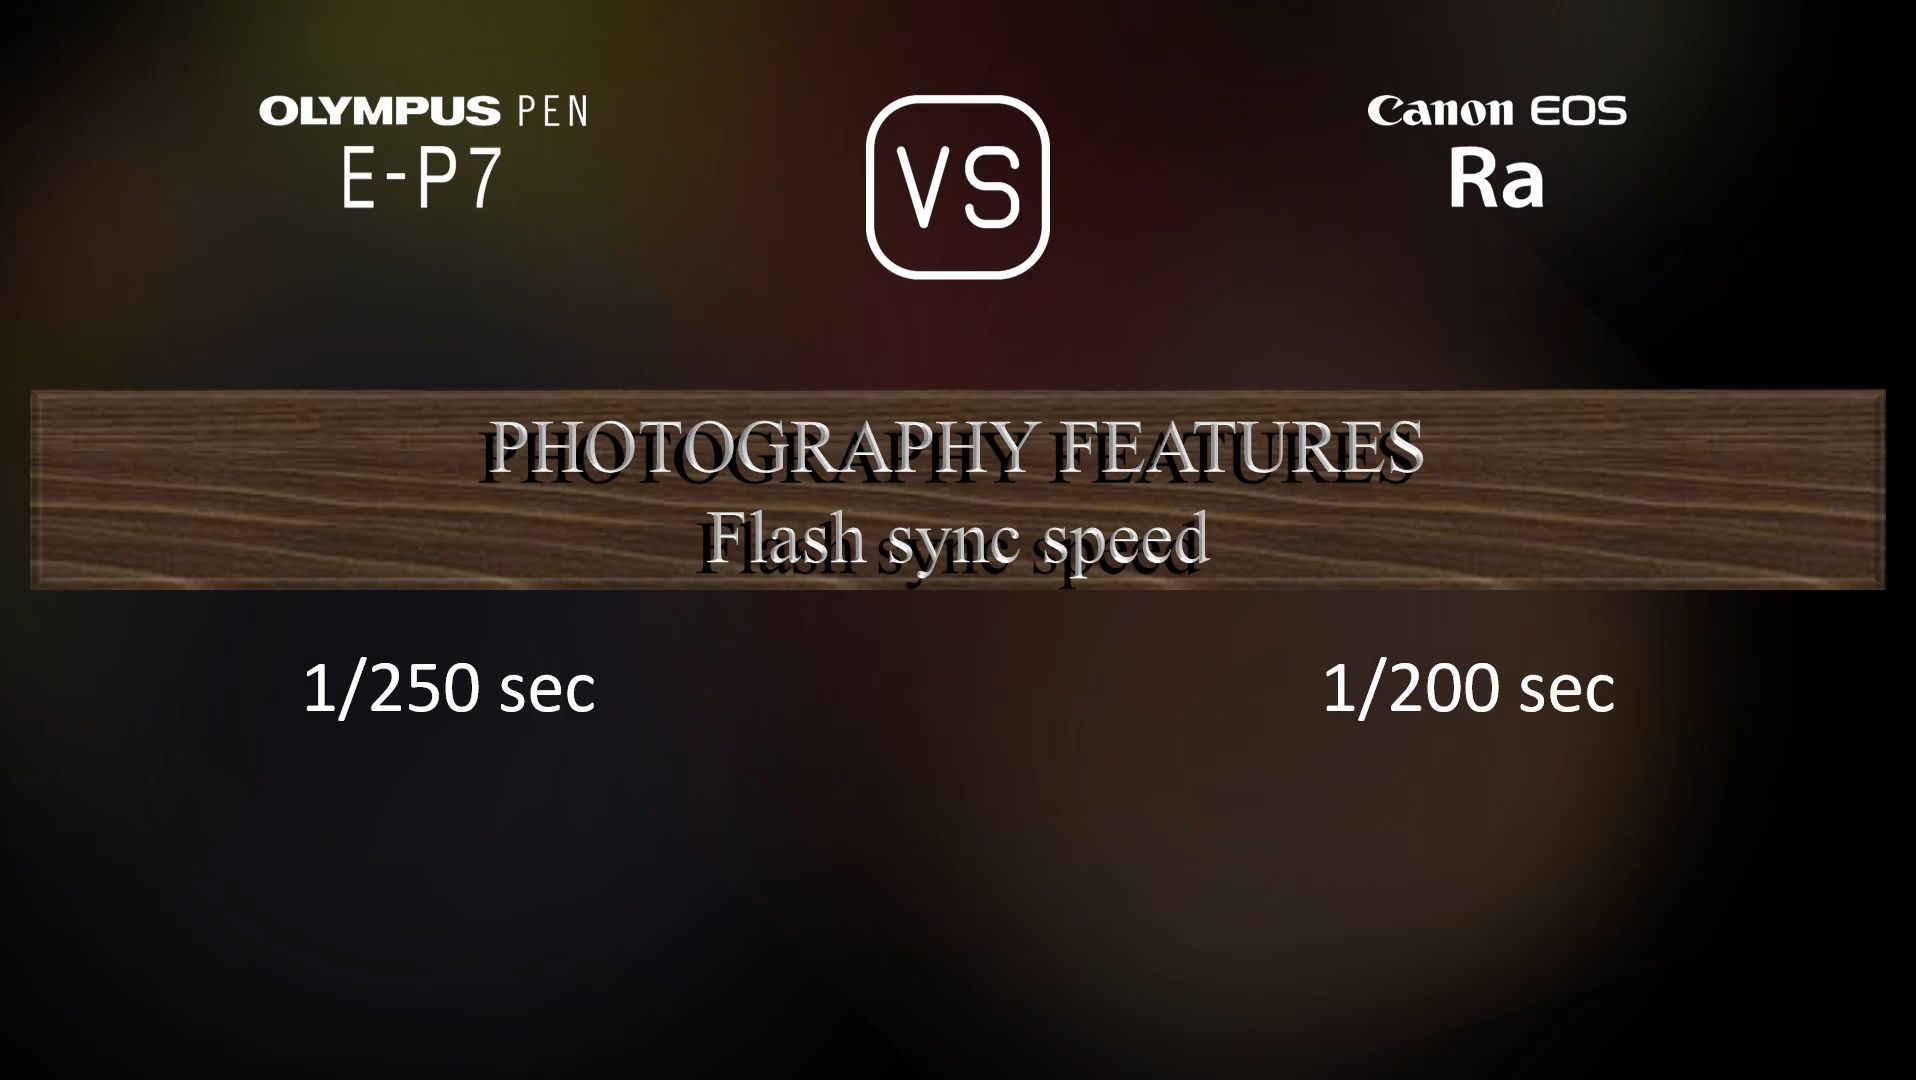 OLYMPUS PEN
E-P7
VS
Canon EOS
Ra
PHOTOGRAPHY FEATURES
Flash sync speed
1/250 sec
1/200 sec